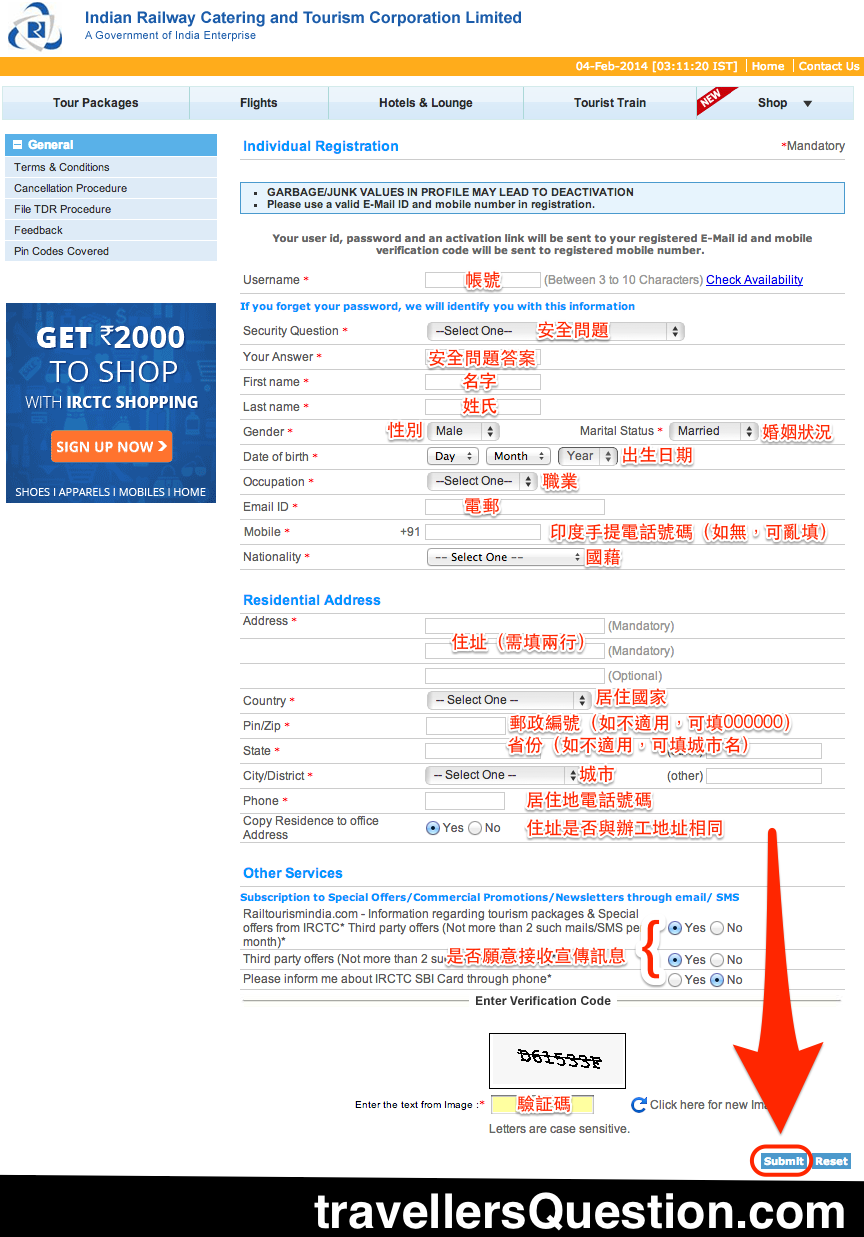 Indian Railway Catering and Tourism Corporation Limited
A Government of India Enterprise
04-Feb-2014 [03:11:20 IST] | Home | Contact Us
Tour Packages Flights Hotels & Lounge Tourist Train NEW Shop
General
Terms & Conditions
Cancellation Procedure
File TDR Procedure
Feedback
Pin Codes Covered
GET ₹2000
TO SHOP
WITH IRCTC SHOPPING
SIGN UP NOW
SHOES I APPARELS I MOBILES I HOME
Individual Registration *Mandatory
GARBAGE/JUNK VALUES IN PROFILE MAY LEAD TO DEACTIVATION
Please use a valid E-Mail ID and mobile number in registration.
Your user id, password and an activation link will be sent to your registered E-Mail id and mobile
verification code will be sent to registered mobile number.
Username * 帳號 (Between 3 to 10 Characters) Check Availability
If you forget your password, we will identify you with this information
Security Question * --Select One-- 安全問題
Your Answer * 安全問題答案
First name * 名字
Last name * 姓氏
Gender * 性別 Male Marital Status * Married 婚姻狀況
Date of birth * Day Month Year 出生日期
Occupation * --Select One-- 職業
Email ID * 電郵
Mobile * +91 印度手提電話號碼（如無，可亂填）
Nationality * -- Select One -- 國藉
Residential Address
Address * (Mandatory)
住址（需填兩行）
(Mandatory)
(Optional)
Country * -- Select One -- 居住國家
Pin/Zip * 郵政編號（如不適用，可填000000）
State * 省份（如不適用，可填城市名）
City/District * -- Select One -- 城市 (other)
Phone * 居住地電話號碼
Copy Residence to office
Address Yes No 住址是否與辦工地址相同
Other Services
Subscription to Special Offers/Commercial Promotions/Newsletters through email/ SMS
Railtourismindia.com - Information regarding tourism packages & Special
offers from IRCTC* Third party offers (Not more than 2 such mails/SMS pe Yes No
month)*
Third party offers (Not more than 2 su 是否願意接收宣傳訊息 Yes No
Please inform me about IRCTC SBI Card through phone* Yes No
Enter Verification Code
Enter the text from Image :* 驗証碼 Click here for new Im
Letters are case sensitive.
Submit Reset
travellersQuestion.com